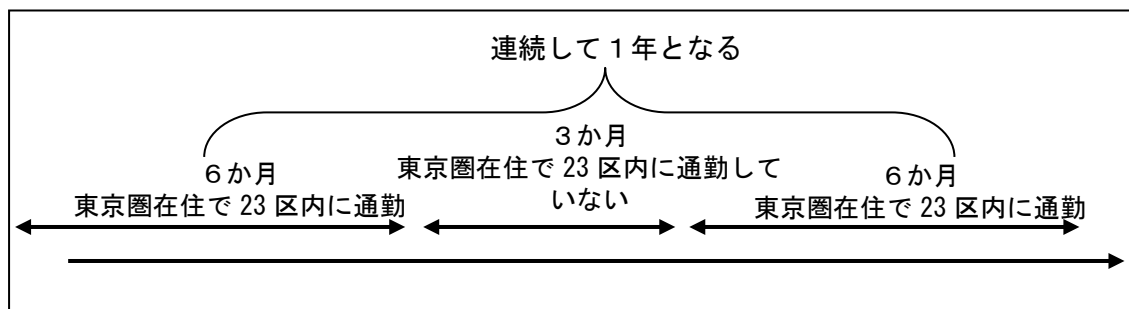 連続して１年となる
６か月
東京圏在住で 23 区内に通勤
３か月
東京圏在住で 23 区内に通勤して
いない
６か月
東京圏在住で 23 区内に通勤